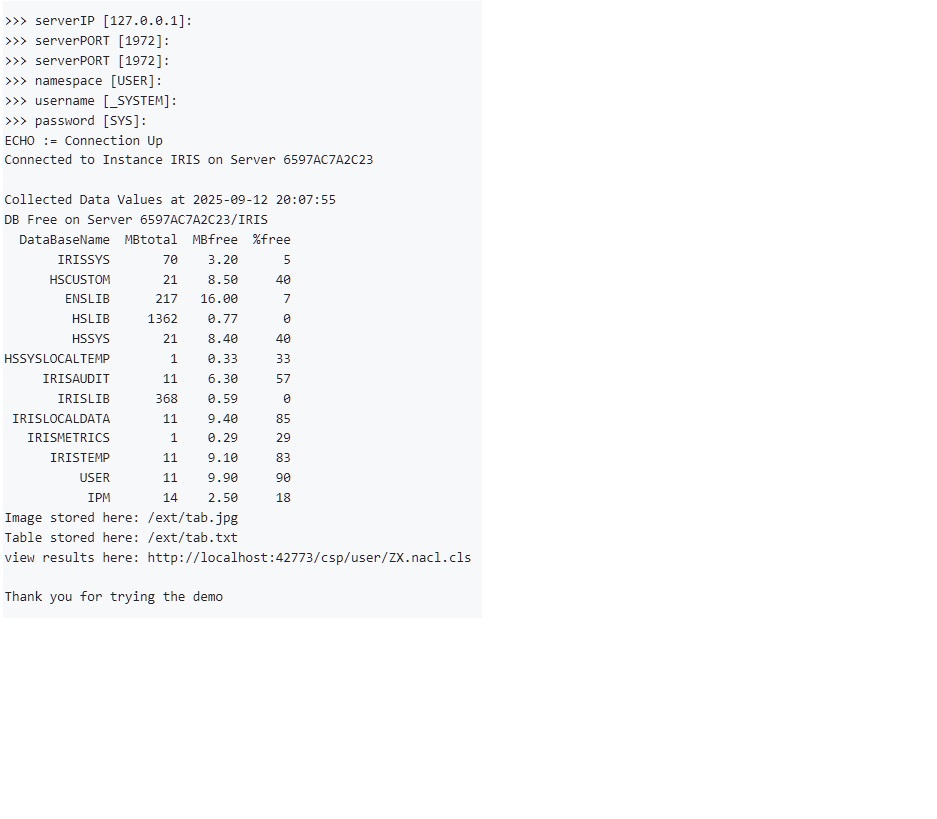 >>> serverIP [127.0.0.1]:
>>> serverPORT [1972]:
>>> serverPORT [1972]:
>>> namespace [USER]:
>>> username [_SYSTEM]:
>>> password [SYS]:
ECHO := Connection Up
Connected to Instance IRIS on Server 6597AC7A2C23
Collected Data Values at 2025-09-12 20:07:55
DB Free on Server 6597AC7A2C23/IRIS
DataBaseName MBtotal MBfree %free
IRISSYS 70 3.20 5
HSCUSTOM 21 8.50 40
ENSLIB 217 16.00 7
HSLIB 1362 0.77 0
HSSYS 21 8.40 40
HSSYSLOCALTEMP 1 0.33 33
IRISAUDIT 11 6.30 57
IRISLIB 368 0.59 0
IRISLOCALDATA 11 9.40 85
IRISMETRICS 1 0.29 29
IRISTEMP 11 9.10 83
USER 11 9.90 90
IPM 14 2.50 18
Image stored here: /ext/tab.jpg
Table stored here: /ext/tab.txt
view results here: http://localhost:42773/csp/user/ZX.nacl.cls
Thank you for trying the demo